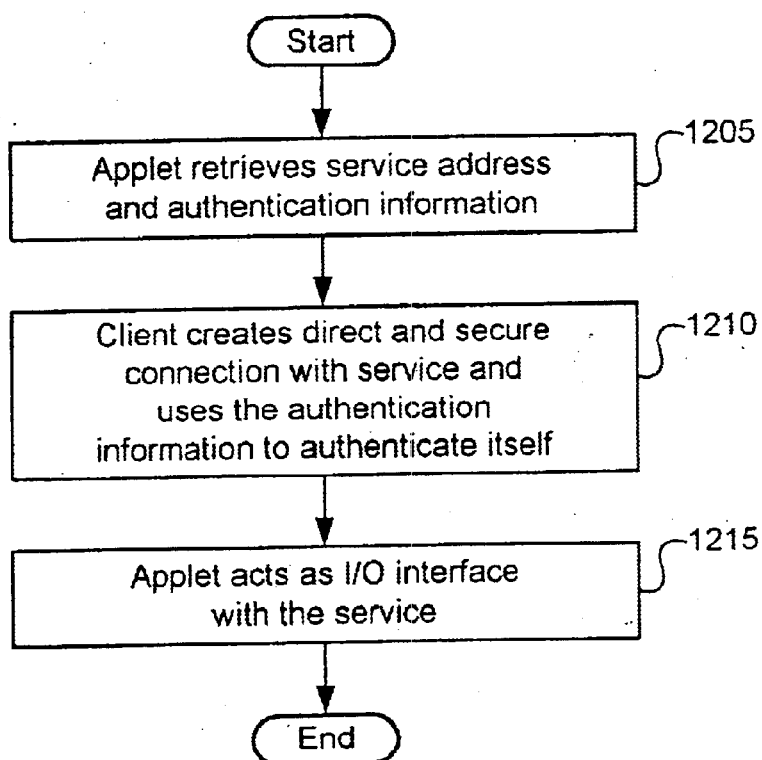 Start
Applet retrieves service address
and authentication information
1205
Client creates direct and secure
connection with service and
uses the authentication
information to authenticate itself
1210
Applet acts as I/O interface
with the service
1215
End